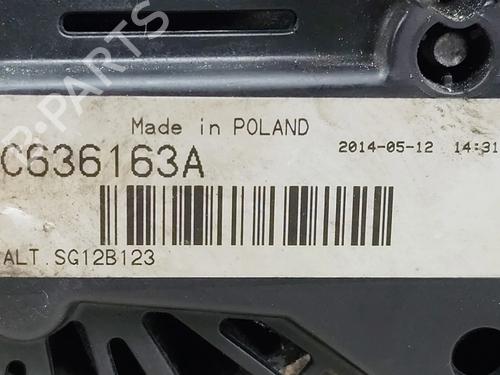 B-PARTS
Made in POLAND
2014-05-12 14:31
C636163A
ALT. SG12B123